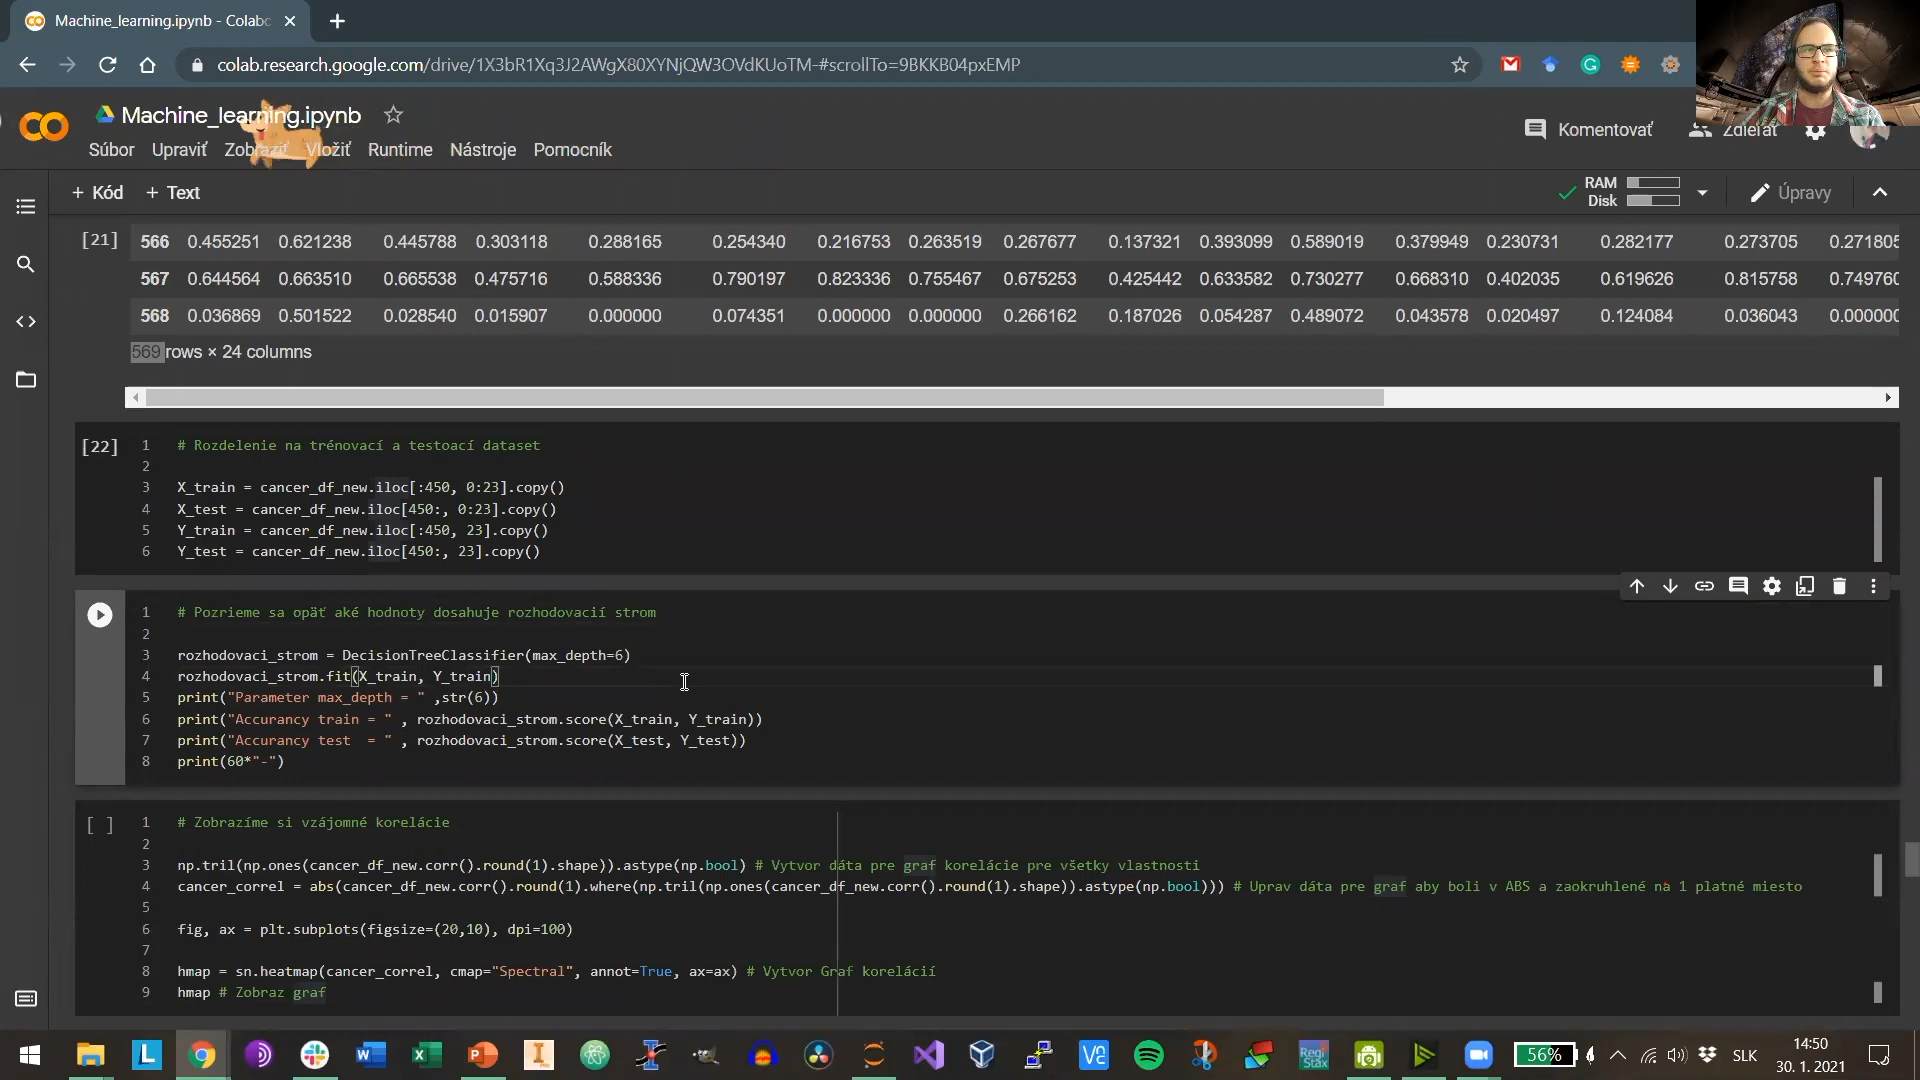 Machine_learning.ipynb - Colabo
colab.research.google.com/drive/1X3bR1Xq3J2AWgX80XYNjQW3OVdKUoTM-#scrollTo=9BKKB04pxEMP
Machine_learning.ipynb
Komentovať
Zdieľať
Súbor Upraviť Zobraziť Vložiť Runtime Nástroje Pomocník
+ Kód + Text
RAM
Disk
Úpravy
[21] 566 0.455251 0.621238 0.445788 0.303118 0.288165 0.254340 0.216753 0.263519 0.267677 0.137321 0.393099 0.589019 0.379949 0.230731 0.282177 0.273705 0.271805
567 0.644564 0.663510 0.665538 0.475716 0.588336 0.790197 0.823336 0.755467 0.675253 0.425442 0.633582 0.730277 0.668310 0.402035 0.619626 0.815758 0.749760
568 0.036869 0.501522 0.028540 0.015907 0.000000 0.074351 0.000000 0.000000 0.266162 0.187026 0.054287 0.489072 0.043578 0.020497 0.124084 0.036043 0.000000
569 rows × 24 columns
[22] 1 # Rozdelenie na trénovací a testoací dataset
2
3 X_train = cancer_df_new.iloc[:450, 0:23].copy()
4 X_test = cancer_df_new.iloc[450:, 0:23].copy()
5 Y_train = cancer_df_new.iloc[:450, 23].copy()
6 Y_test = cancer_df_new.iloc[450:, 23].copy()
1 # Pozrieme sa opäť aké hodnoty dosahuje rozhodovacií strom
2
3 rozhodovaci_strom = DecisionTreeClassifier(max_depth=6)
4 rozhodovaci_strom.fit(X_train, Y_train)
5 print("Parameter max_depth = " ,str(6))
6 print("Accurancy train = " , rozhodovaci_strom.score(X_train, Y_train))
7 print("Accurancy test  = " , rozhodovaci_strom.score(X_test, Y_test))
8 print(60*"-")
[ ] 1 # Zobrazíme si vzájomné korelácie
2
3 np.tril(np.ones(cancer_df_new.corr().round(1).shape)).astype(np.bool) # Vytvor dáta pre graf korelácie pre všetky vlastnosti
4 cancer_correl = abs(cancer_df_new.corr().round(1).where(np.tril(np.ones(cancer_df_new.corr().round(1).shape)).astype(np.bool))) # Uprav dáta pre graf aby boli v ABS a zaokruhlené na 1 platné miesto
5
6 fig, ax = plt.subplots(figsize=(20,10), dpi=100)
7
8 hmap = sn.heatmap(cancer_correl, cmap="Spectral", annot=True, ax=ax) # Vytvor Graf korelácií
9 hmap # Zobraz graf
56%
SLK
14:50
30. 1. 2021